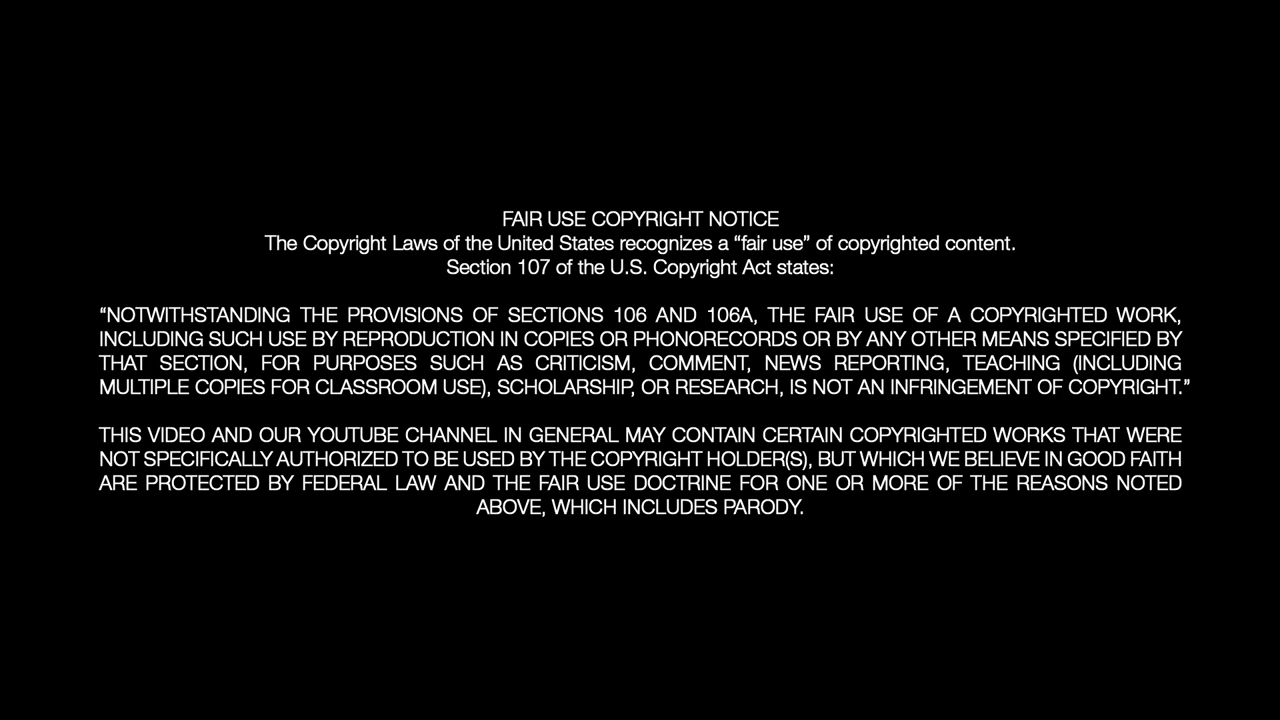 FAIR USE COPYRIGHT NOTICE
The Copyright Laws of the United States recognizes a “fair use” of copyrighted content.
Section 107 of the U.S. Copyright Act states:
“NOTWITHSTANDING THE PROVISIONS OF SECTIONS 106 AND 106A, THE FAIR USE OF A COPYRIGHTED WORK,
INCLUDING SUCH USE BY REPRODUCTION IN COPIES OR PHONORECORDS OR BY ANY OTHER MEANS SPECIFIED BY
THAT SECTION, FOR PURPOSES SUCH AS CRITICISM, COMMENT, NEWS REPORTING, TEACHING (INCLUDING
MULTIPLE COPIES FOR CLASSROOM USE), SCHOLARSHIP, OR RESEARCH, IS NOT AN INFRINGEMENT OF COPYRIGHT.”
THIS VIDEO AND OUR YOUTUBE CHANNEL IN GENERAL MAY CONTAIN CERTAIN COPYRIGHTED WORKS THAT WERE
NOT SPECIFICALLY AUTHORIZED TO BE USED BY THE COPYRIGHT HOLDER(S), BUT WHICH WE BELIEVE IN GOOD FAITH
ARE PROTECTED BY FEDERAL LAW AND THE FAIR USE DOCTRINE FOR ONE OR MORE OF THE REASONS NOTED
ABOVE, WHICH INCLUDES PARODY.